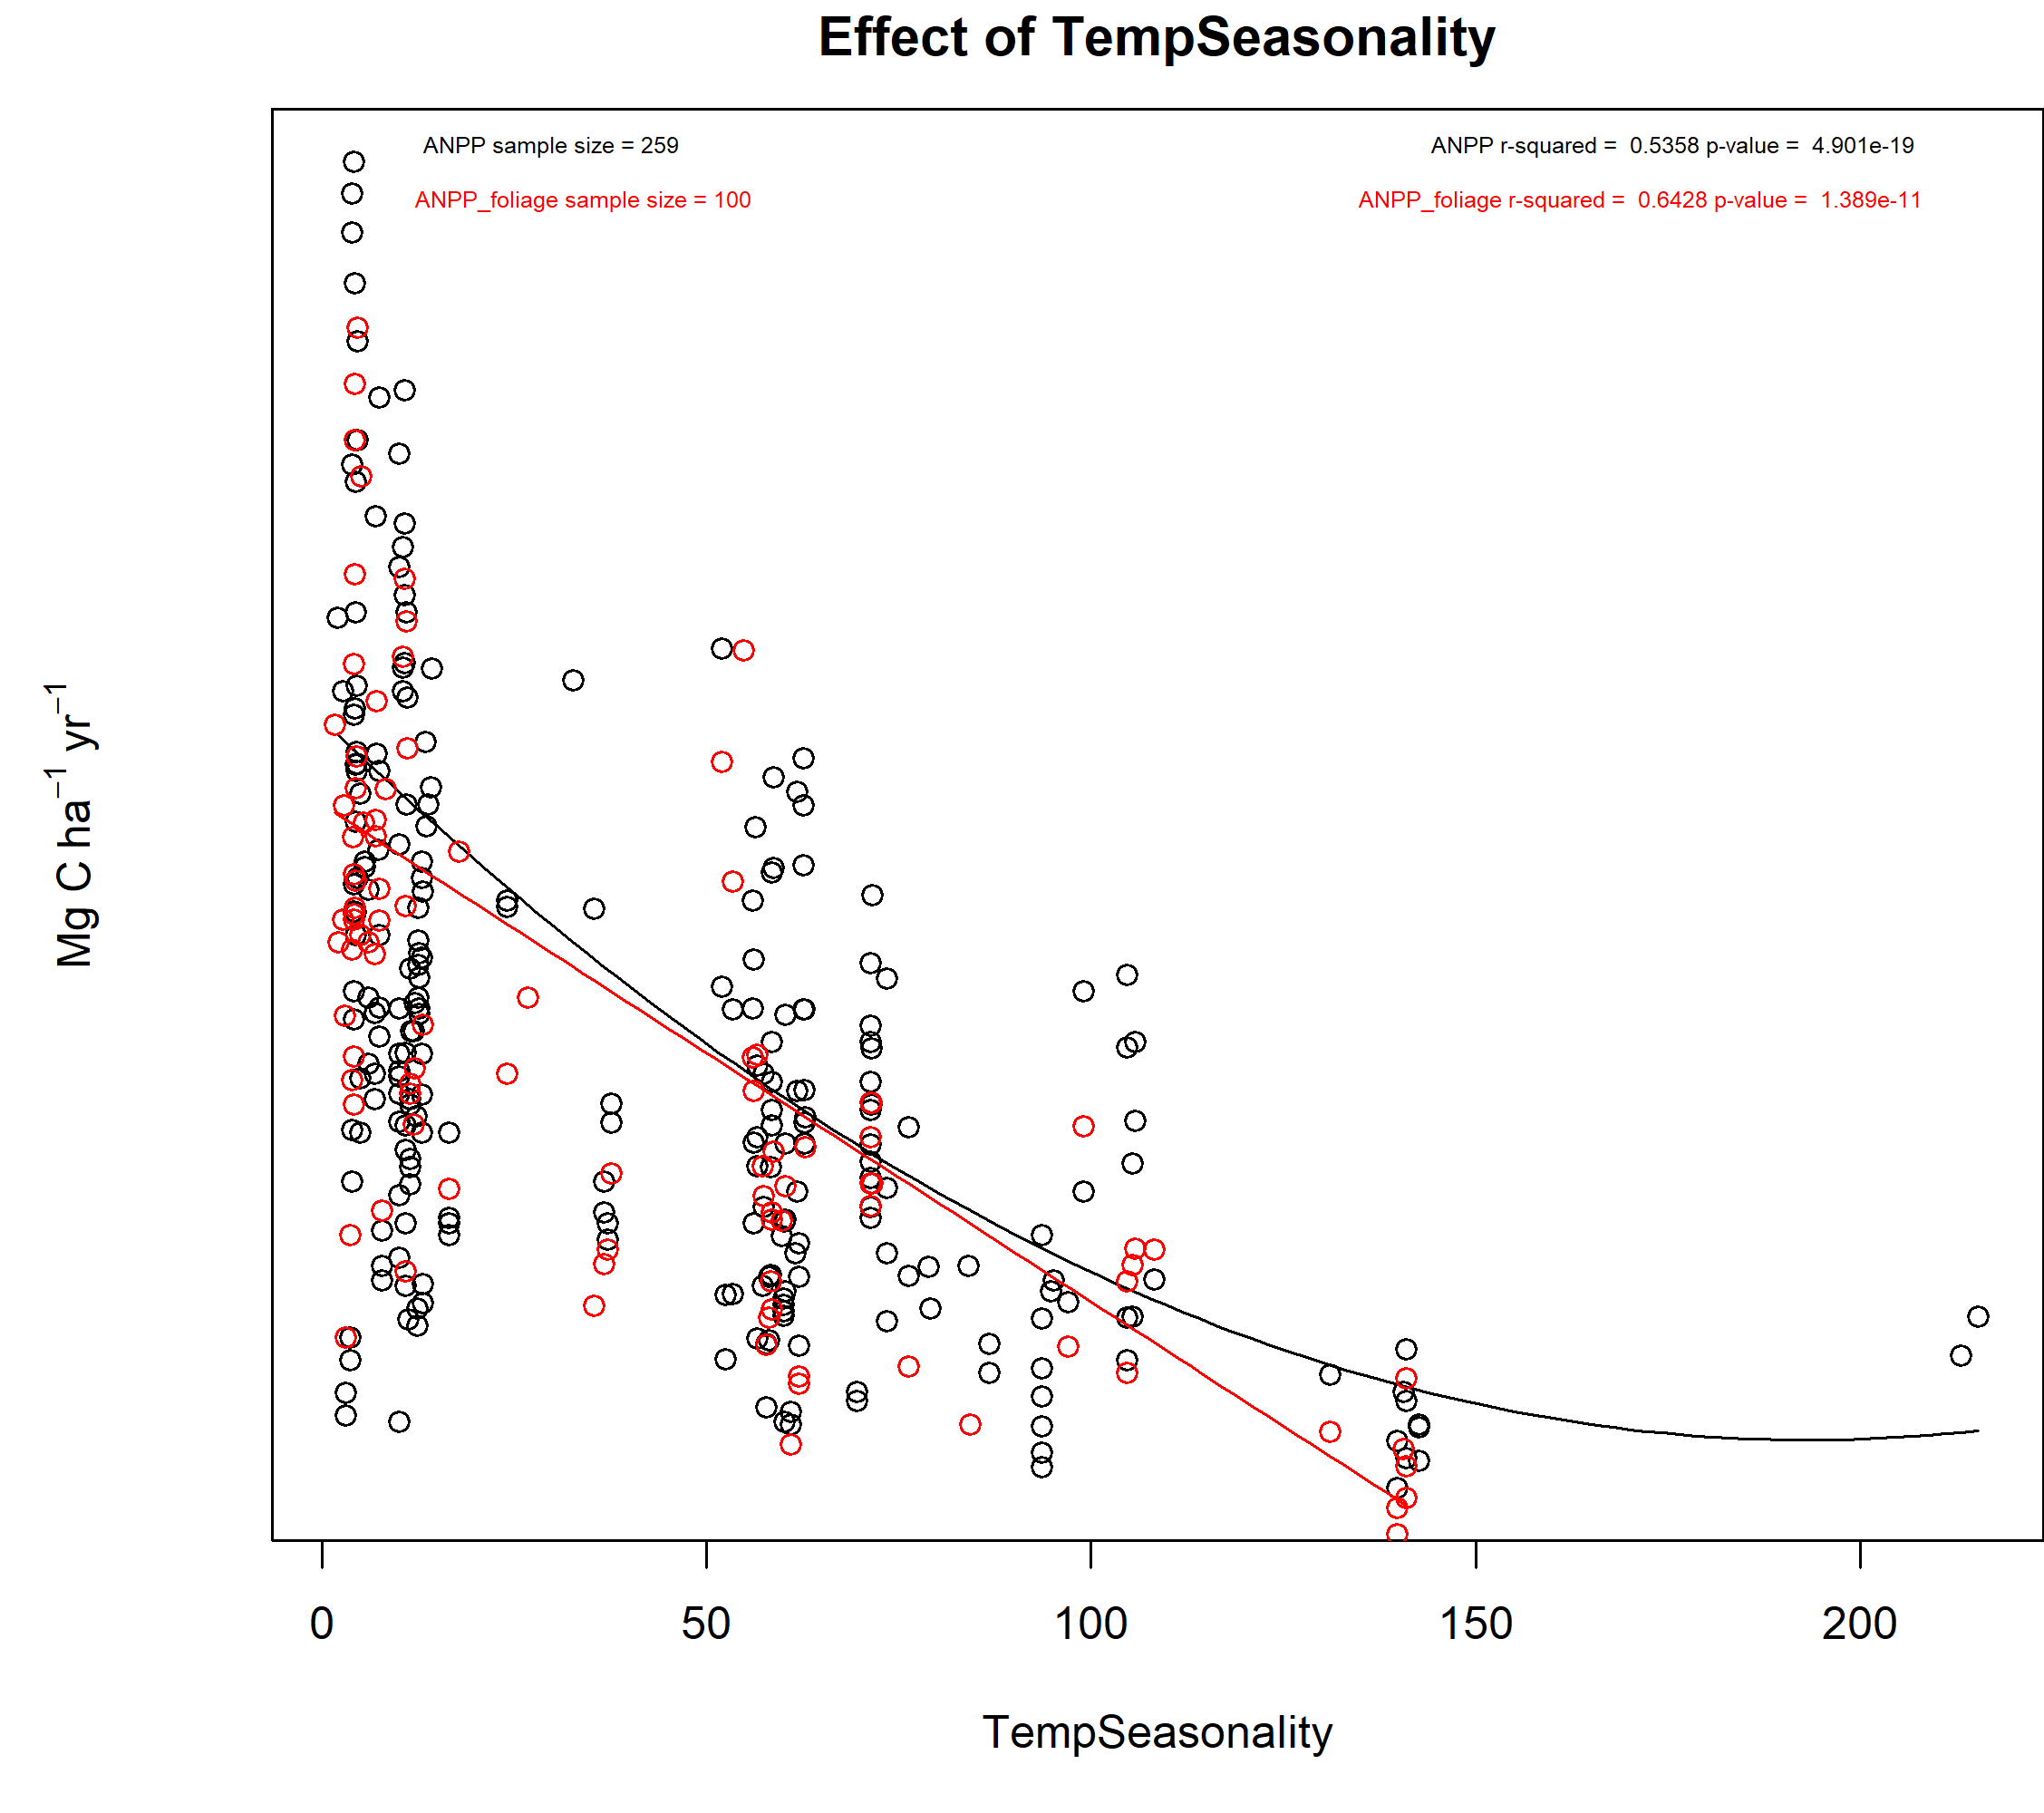 Effect of TempSeasonality
ANPP sample size = 259
ANPP r-squared = 0.5358 p-value = 4.901e-19
ANPP_foliage sample size = 100
ANPP_foliage r-squared = 0.6428 p-value = 1.389e-11
Mg C ha⁻¹ yr⁻¹
0 50 100 150 200
TempSeasonality